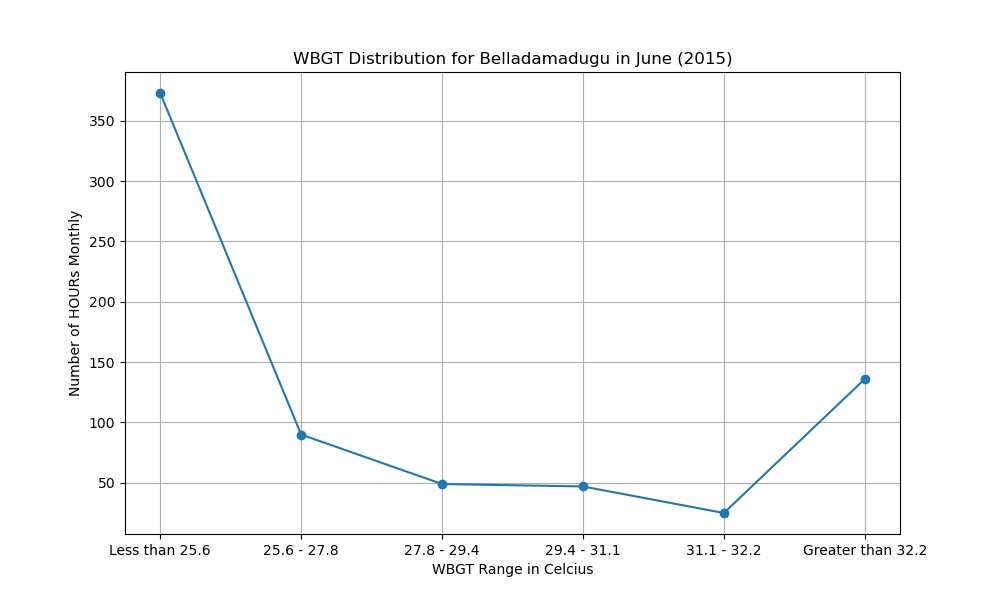 WBGT Distribution for Belladamadugu in June (2015)
Number of HOURs Monthly
350
300
250
200
150
100
50
Less than 25.6
25.6 - 27.8
27.8 - 29.4
29.4 - 31.1
31.1 - 32.2
Greater than 32.2
WBGT Range in Celcius